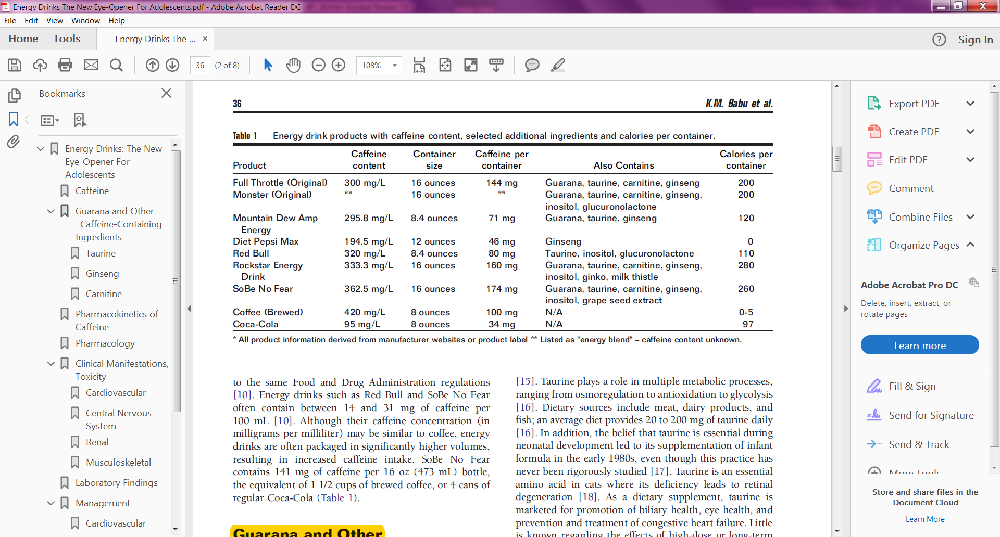 Energy Drinks The New Eye-Opener For Adolescents.pdf - Adobe Acrobat Reader DC
File Edit View Window Help
Home Tools Energy Drinks The ... × ? Sign In
36 (2 of 8) 108%
Bookmarks
Energy Drinks: The New
Eye-Opener For
Adolescents
Caffeine
Guarana and Other
–Caffeine-Containing
Ingredients
Taurine
Ginseng
Carnitine
Pharmacokinetics of
Caffeine
Pharmacology
Clinical Manifestations,
Toxicity
Cardiovascular
Central Nervous
System
Renal
Musculoskeletal
Laboratory Findings
Management
Cardiovascular
36 K.M. Babu et al.
Table 1 Energy drink products with caffeine content, selected additional ingredients and calories per container.
Caffeine Container Caffeine per Calories per
Product content size container Also Contains container
Full Throttle (Original) 300 mg/L 16 ounces 144 mg Guarana, taurine, carnitine, ginseng 200
Monster (Original) ** 16 ounces ** Guarana, taurine, carnitine, ginseng, 200
inositol, glucuronolactone
Mountain Dew Amp 295.8 mg/L 8.4 ounces 71 mg Guarana, taurine, ginseng 120
Energy
Diet Pepsi Max 194.5 mg/L 12 ounces 46 mg Ginseng 0
Red Bull 320 mg/L 8.4 ounces 80 mg Taurine, inositol, glucuronolactone 110
Rockstar Energy 333.3 mg/L 16 ounces 160 mg Guarana, taurine, carnitine, ginseng, 280
Drink inositol, ginko, milk thistle
SoBe No Fear 362.5 mg/L 16 ounces 174 mg Guarana, taurine, carnitine, ginseng, 260
inositol, grape seed extract
Coffee (Brewed) 420 mg/L 8 ounces 100 mg N/A 0-5
Coca-Cola 95 mg/L 8 ounces 34 mg N/A 97
* All product information derived from manufacturer websites or product label ** Listed as "energy blend" – caffeine content unknown.
to the same Food and Drug Administration regulations
[10]. Energy drinks such as Red Bull and SoBe No Fear
often contain between 14 and 31 mg of caffeine per
100 mL [10]. Although their caffeine concentration (in
milligrams per milliliter) may be similar to coffee, energy
drinks are often packaged in significantly higher volumes,
resulting in increased caffeine intake. SoBe No Fear
contains 141 mg of caffeine per 16 oz (473 mL) bottle,
the equivalent of 1 1/2 cups of brewed coffee, or 4 cans of
regular Coca-Cola (Table 1).
Guarana and Other
[15]. Taurine plays a role in multiple metabolic processes,
ranging from osmoregulation to antioxidation to glycolysis
[16]. Dietary sources include meat, dairy products, and
fish; an average diet provides 20 to 200 mg of taurine daily
[16]. In addition, the belief that taurine is essential during
neonatal development led to its supplementation of infant
formula in the early 1980s, even though this practice has
never been rigorously studied [17]. Taurine is an essential
amino acid in cats where its deficiency leads to retinal
degeneration [18]. As a dietary supplement, taurine is
marketed for promotion of biliary health, eye health, and
prevention and treatment of congestive heart failure. Little
is known regarding the effects of high-dose or long-term
Export PDF
Create PDF
Edit PDF
Comment
Combine Files
Organize Pages
Adobe Acrobat Pro DC
Delete, insert, extract, or
rotate pages
Learn more
Fill & Sign
Send for Signature
Send & Track
More Tools
Store and share files in the
Document Cloud
Learn More